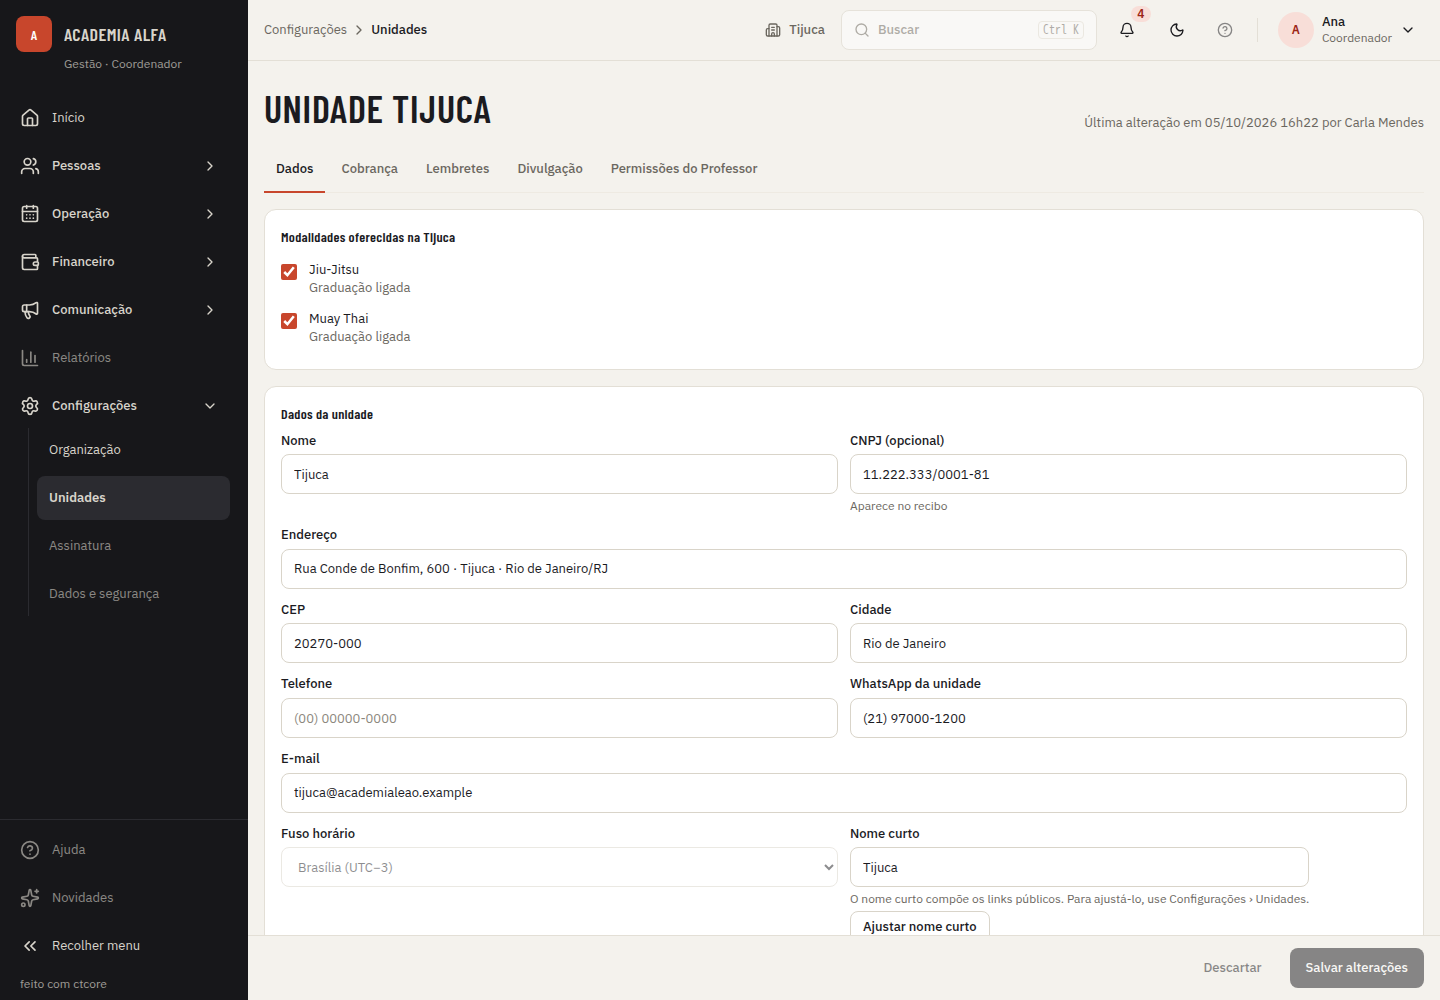 A
ACADEMIA ALFA
Gestão · Coordenador
Início
Pessoas
Operação
Financeiro
Comunicação
Relatórios
Configurações
Organização
Unidades
Assinatura
Dados e segurança
Ajuda
Novidades
Recolher menu
feito com ctcore
Configurações > Unidades
Tijuca
Buscar
Ctrl K
4
A
Ana
Coordenador
UNIDADE TIJUCA
Última alteração em 05/10/2026 16h22 por Carla Mendes
Dados
Cobrança
Lembretes
Divulgação
Permissões do Professor
Modalidades oferecidas na Tijuca
Jiu-Jitsu
Graduação ligada
Muay Thai
Graduação ligada
Dados da unidade
Nome
Tijuca
CNPJ (opcional)
11.222.333/0001-81
Aparece no recibo
Endereço
Rua Conde de Bonfim, 600 · Tijuca · Rio de Janeiro/RJ
CEP
20270-000
Cidade
Rio de Janeiro
Telefone
(00) 00000-0000
WhatsApp da unidade
(21) 97000-1200
E-mail
tijuca@academialeao.example
Fuso horário
Brasília (UTC−3)
Nome curto
Tijuca
O nome curto compõe os links públicos. Para ajustá-lo, use Configurações › Unidades.
Ajustar nome curto
Descartar
Salvar alterações